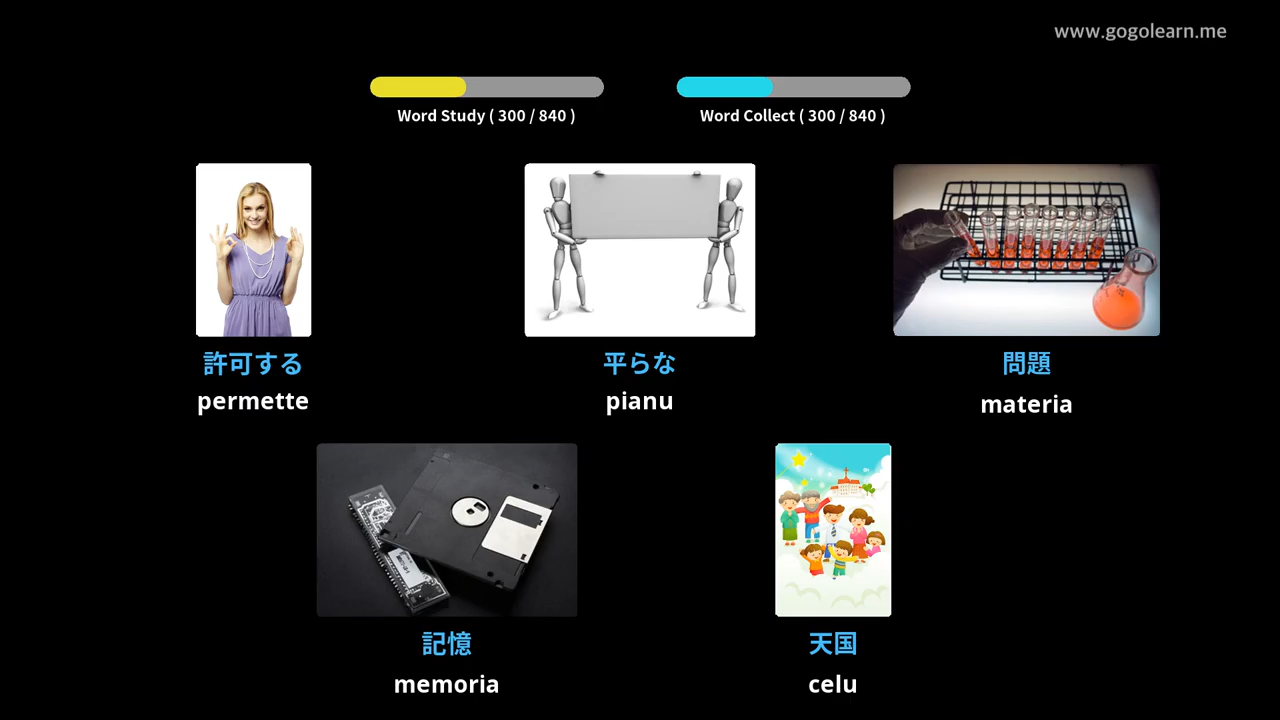 www.gogolearn.me
Word Study ( 300 / 840 )
Word Collect ( 300 / 840 )
許可する
permette
平らな
pianu
問題
materia
記憶
memoria
天国
celu